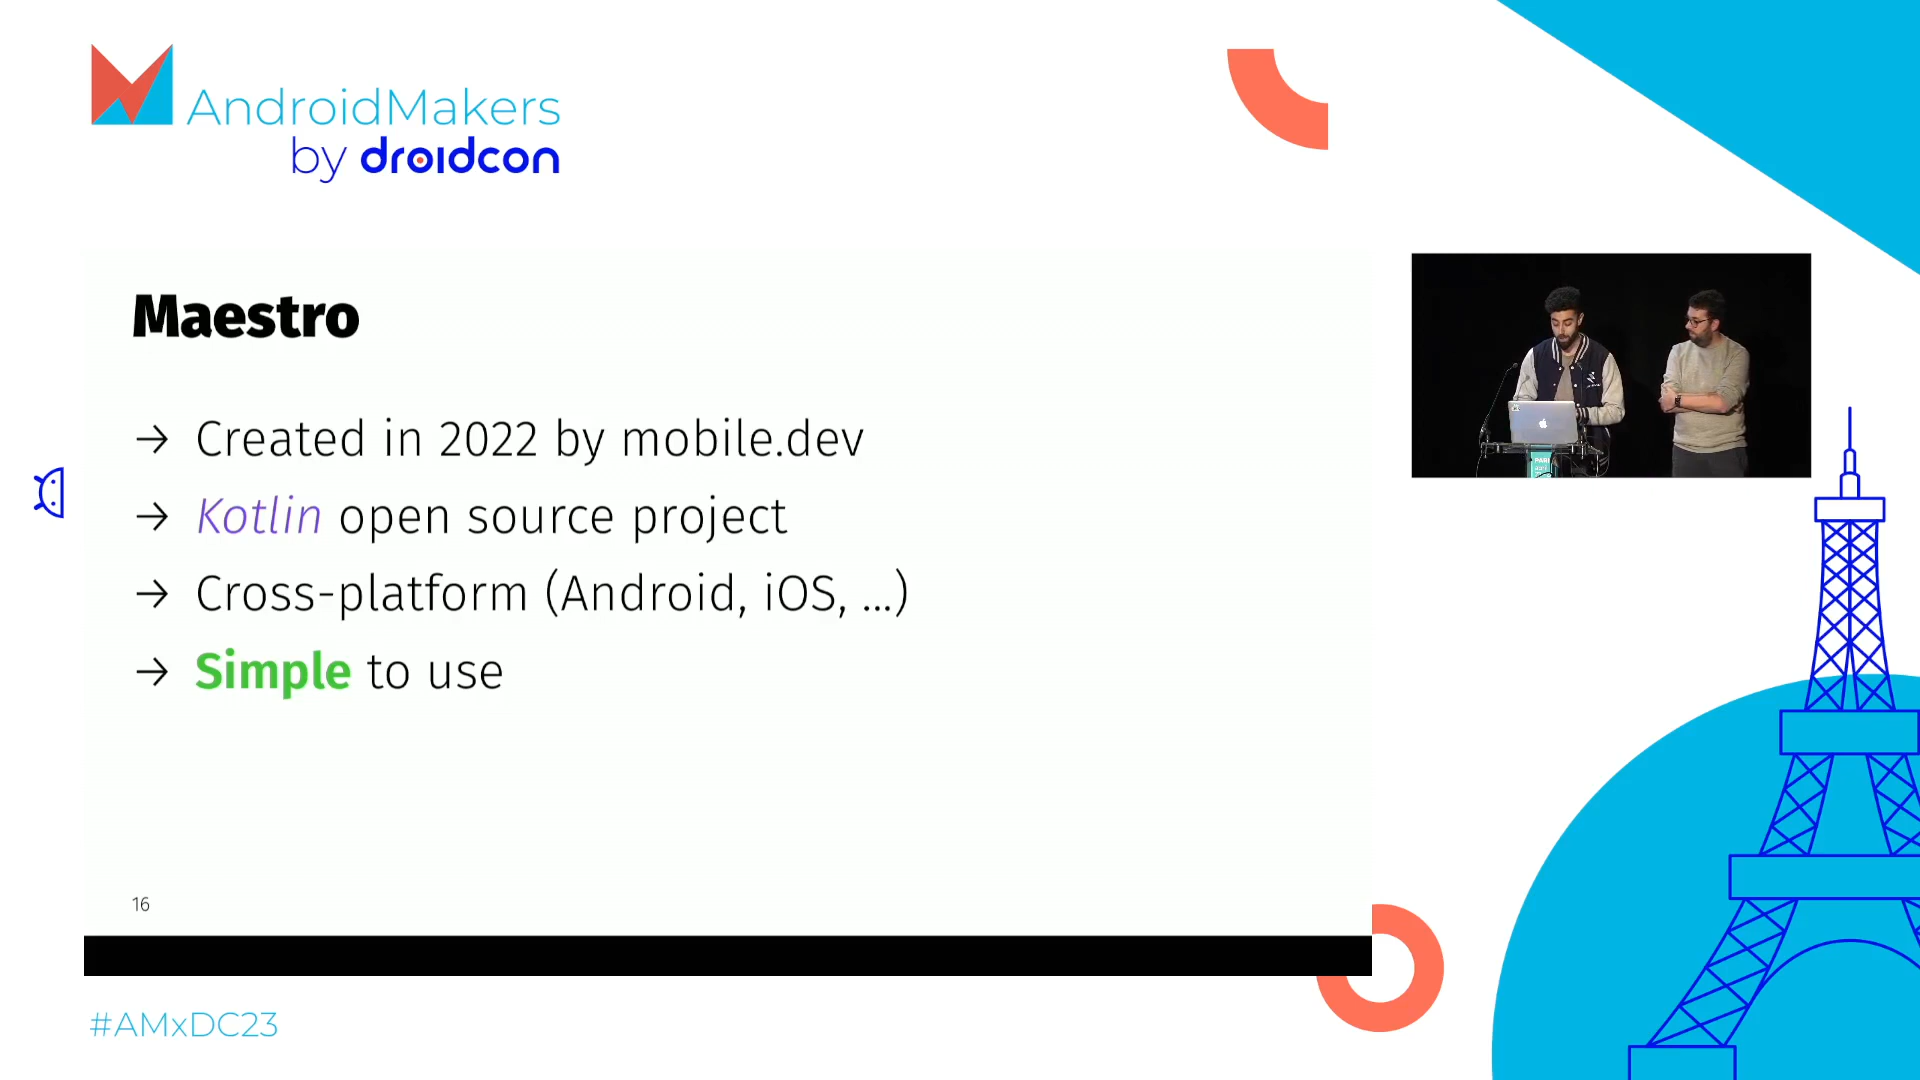 AndroidMakers
by droidcon
Maestro
→ Created in 2022 by mobile.dev
→ Kotlin open source project
→ Cross-platform (Android, iOS, ...)
→ Simple to use
16
#AMxDC23